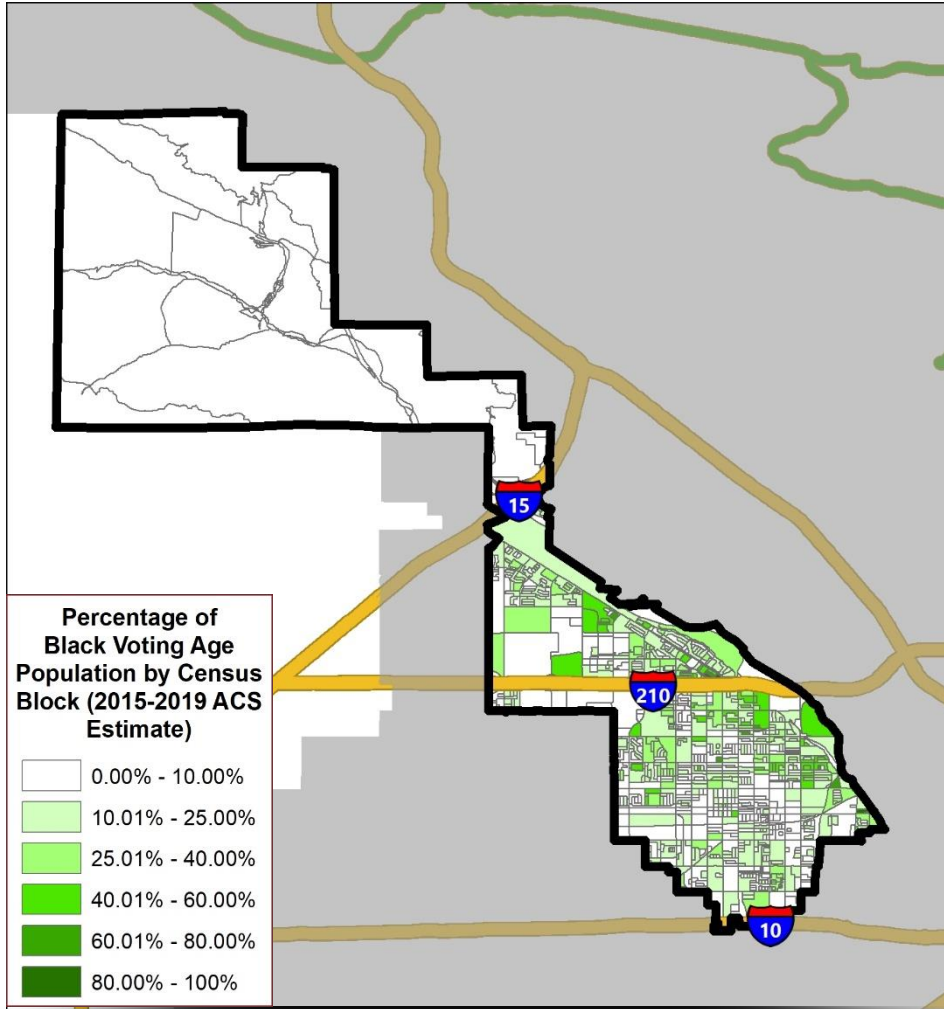 15
210
10
Percentage of
Black Voting Age
Population by Census
Block (2015-2019 ACS
Estimate)
0.00% - 10.00%
10.01% - 25.00%
25.01% - 40.00%
40.01% - 60.00%
60.01% - 80.00%
80.00% - 100%